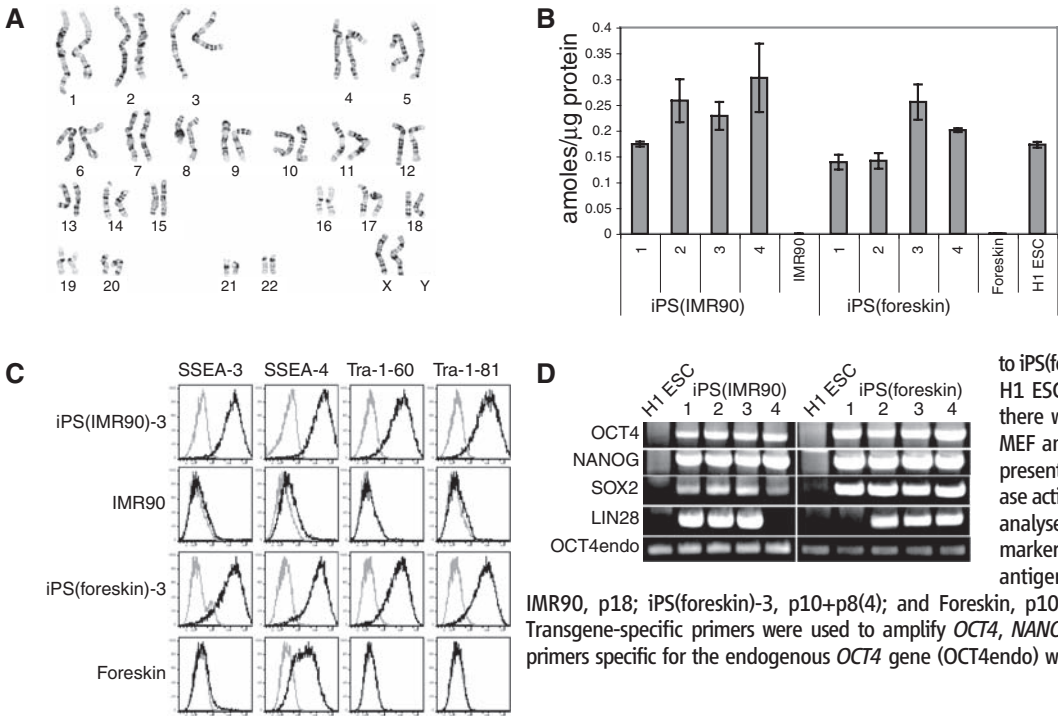 A
1 2 3 4 5
6 7 8 9 10 11 12
13 14 15 16 17 18
19 20 21 22 X Y
B
amoles/µg protein
0.4
0.35
0.3
0.25
0.2
0.15
0.1
0.05
0
1 2 3 4 IMR90 1 2 3 4 Foreskin H1 ESC
iPS(IMR90) iPS(foreskin)
C
SSEA-3 SSEA-4 Tra-1-60 Tra-1-81
iPS(IMR90)-3
IMR90
iPS(foreskin)-3
Foreskin
D
H1 ESC iPS(IMR90) H1 ESC iPS(foreskin)
1 2 3 4 1 2 3 4
OCT4
NANOG
SOX2
LIN28
OCT4endo
to iPS(fo
H1 ESC
there w
MEF an
present
ase acti
analyse
marker
antigen
IMR90, p18; iPS(foreskin)-3, p10+p8(4); and Foreskin, p10
Transgene-specific primers were used to amplify OCT4, NANO
primers specific for the endogenous OCT4 gene (OCT4endo) w